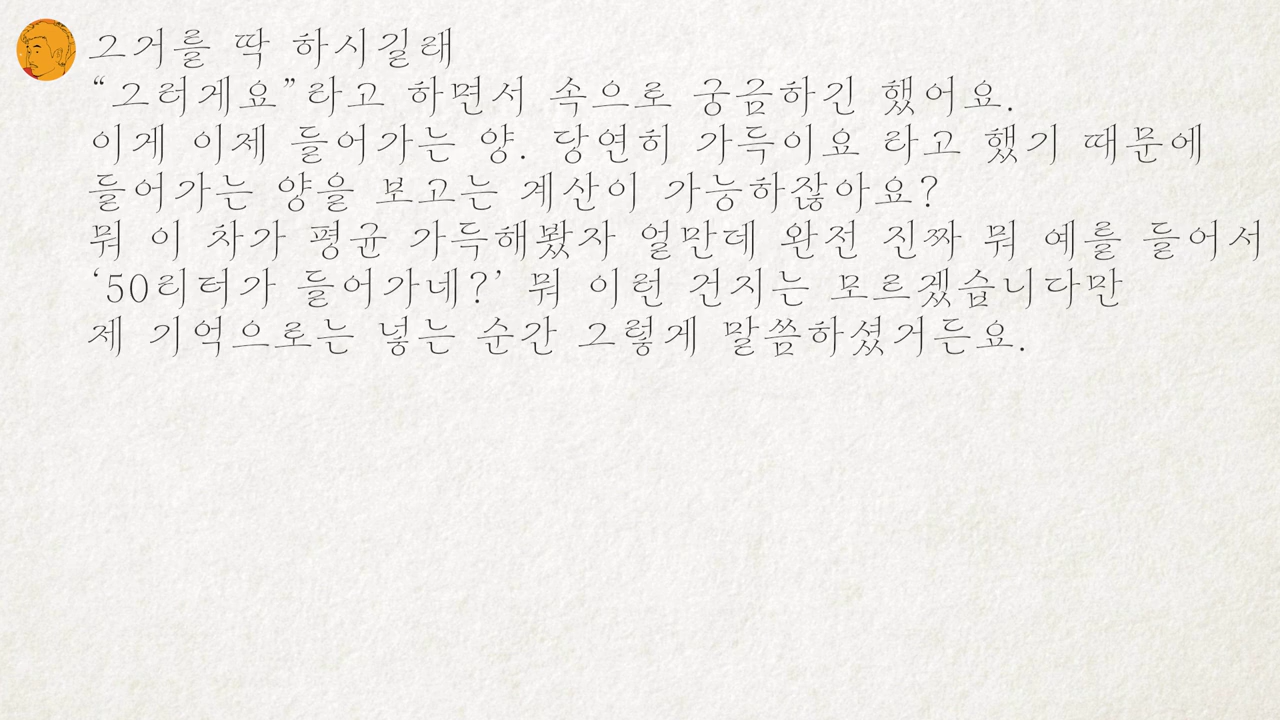 그거를 딱 하시길래
“그러게요”라고 하면서 속으로 궁금하긴 했어요.
이게 이제 들어가는 양. 당연히 가득이요 라고 했기 때문에
들어가는 양을 보고는 계산이 가능하잖아요?
뭐 이 차가 평균 가득해봤자 얼만데 완전 진짜 뭐 예를 들어서
‘50리터가 들어가네?’ 뭐 이런 건지는 모르겠습니다만
제 기억으로는 넣는 순간 그렇게 말씀하셨거든요.